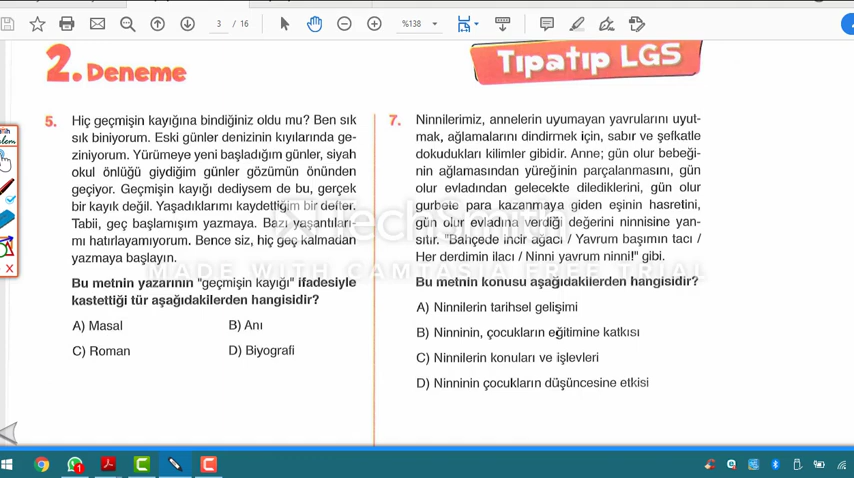 3 / 16
%138
2. Deneme
Tıpatıp LGS
5. Hiç geçmişin kayığına bindiğiniz oldu mu? Ben sık
sık biniyorum. Eski günler denizinin kıyılarında ge-
ziniyorum. Yürümeye yeni başladığım günler, siyah
okul önlüğü giydiğim günler gözümün önünden
geçiyor. Geçmişin kayığı dediysem de bu, gerçek
bir kayık değil. Yaşadıklarımı kaydettiğim bir defter.
Tabii, geç başlamışım yazmaya. Bazı yaşantıları-
mı hatırlayamıyorum. Bence siz, hiç geç kalmadan
yazmaya başlayın.
Bu metnin yazarının "geçmişin kayığı" ifadesiyle
kastettiği tür aşağıdakilerden hangisidir?
A) Masal
B) Anı
C) Roman
D) Biyografi
7. Ninnilerimiz, annelerin uyumayan yavrularını uyut-
mak, ağlamalarını dindirmek için, sabır ve şefkatle
dokudukları kilimler gibidir. Anne; gün olur bebeği-
nin ağlamasından yüreğinin parçalanmasını, gün
olur evladından gelecekte dilediklerini, gün olur
gurbete para kazanmaya giden eşinin hasretini,
gün olur evladına verdiği değerini ninnisine yan-
sıtır. "Bahçede incir ağacı / Yavrum başımın tacı /
Her derdimin ilacı / Ninni yavrum ninni!" gibi.
Bu metnin konusu aşağıdakilerden hangisidir?
A) Ninnilerin tarihsel gelişimi
B) Ninninin, çocukların eğitimine katkısı
C) Ninnilerin konuları ve işlevleri
D) Ninninin çocukların düşüncesine etkisi
TechSmith
MADE WITH CAMTASIA FREE TRIAL